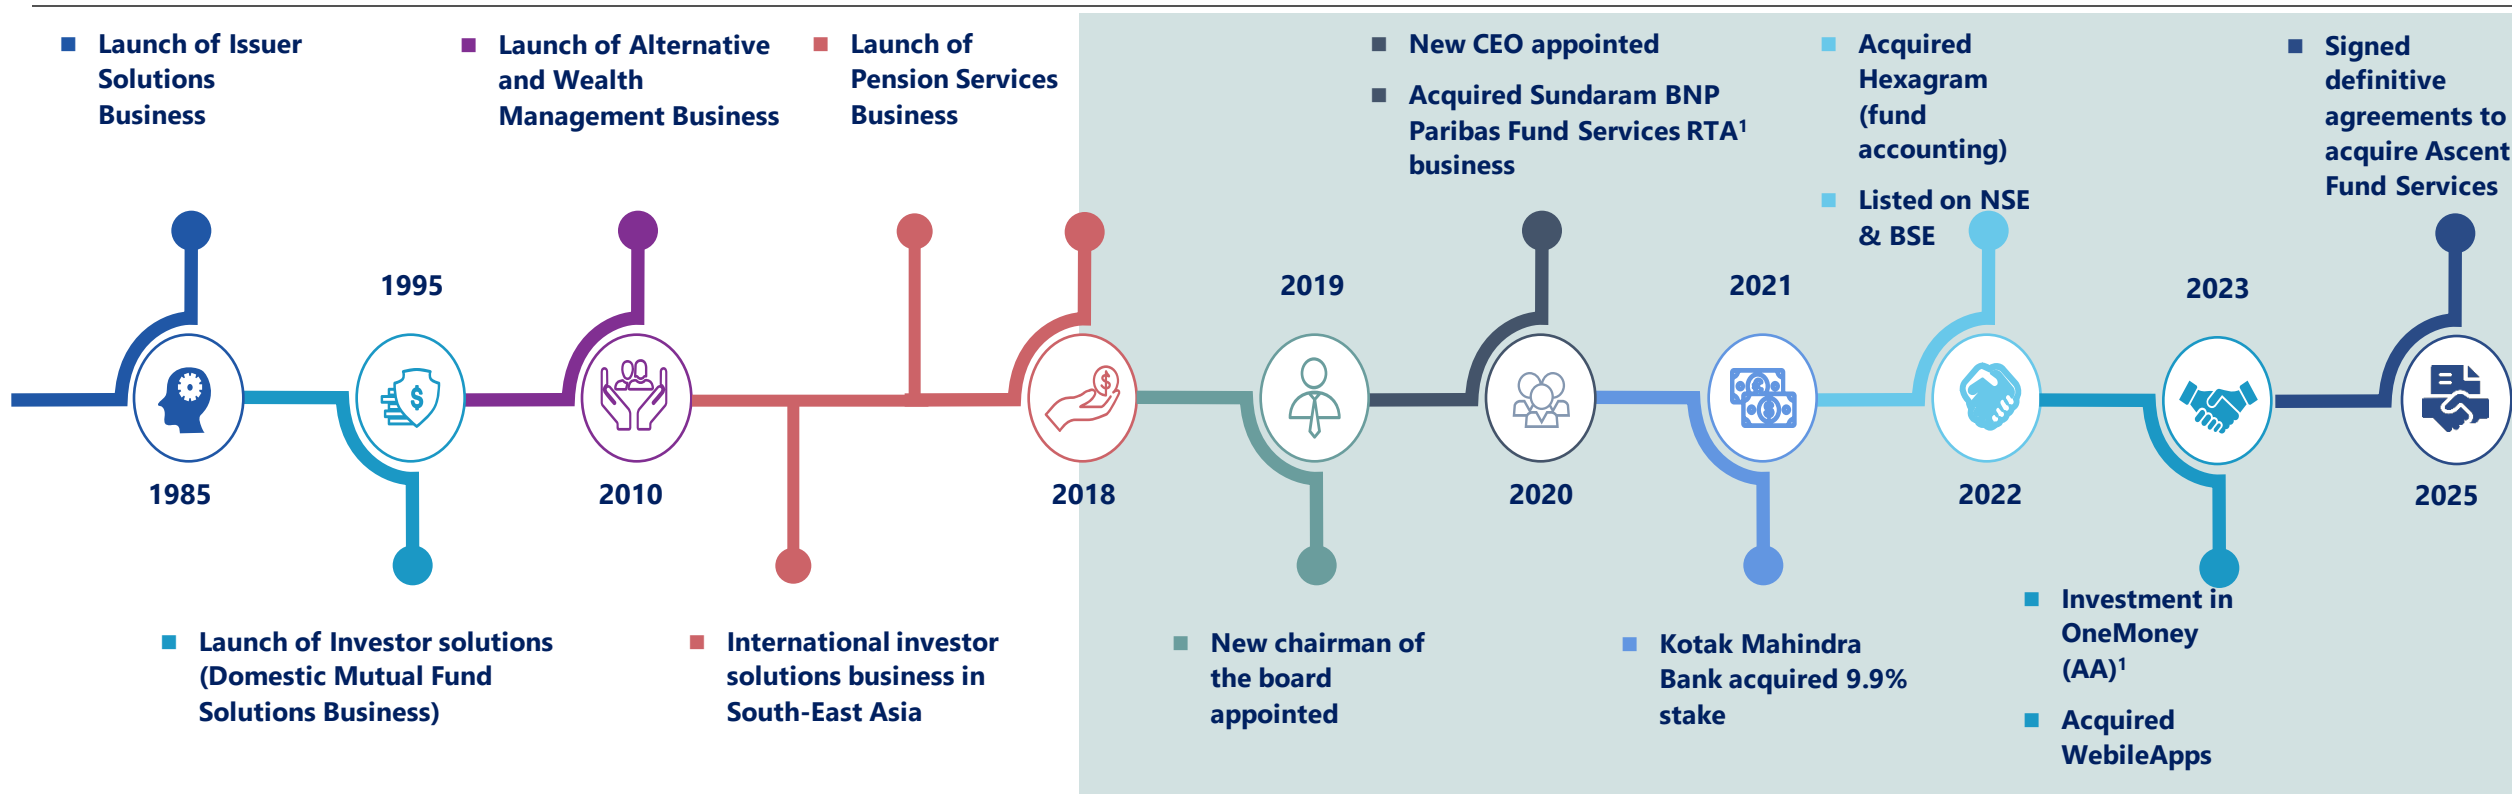 Launch of Issuer
Solutions
Business
Launch of Alternative
and Wealth
Management Business
Launch of
Pension Services
Business
New CEO appointed
Acquired Sundaram BNP
Paribas Fund Services RTA¹
business
Acquired
Hexagram
(fund
accounting)
Listed on NSE
& BSE
Signed
definitive
agreements to
acquire Ascent
Fund Services
1995
2019
2021
2023
1985
2010
2018
2020
2022
2025
Launch of Investor solutions
(Domestic Mutual Fund
Solutions Business)
International investor
solutions business in
South-East Asia
New chairman of
the board
appointed
Kotak Mahindra
Bank acquired 9.9%
stake
Investment in
OneMoney
(AA)¹
Acquired
WebileApps